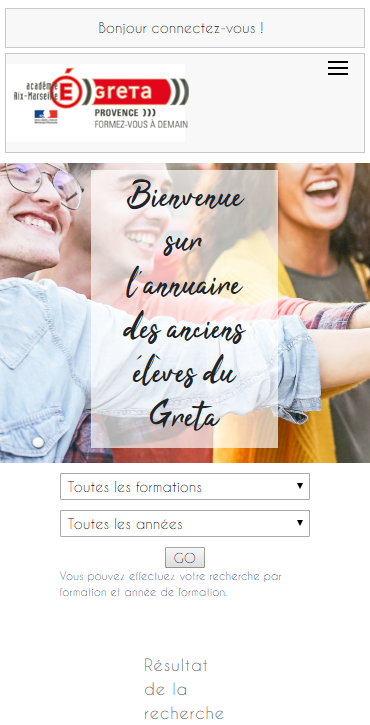 Bonjour connectez-vous !
académie
Aix-Marseille
é Greta
PROVENCE )))
FORMEZ-VOUS À DEMAIN
Bienvenue
sur
l'annuaire
des anciens
élèves du
Greta
Toutes les formations
Toutes les années
GO
Vous pouvez effectuez votre recherche par
formation et année de formation.
Résultat
de la
recherche